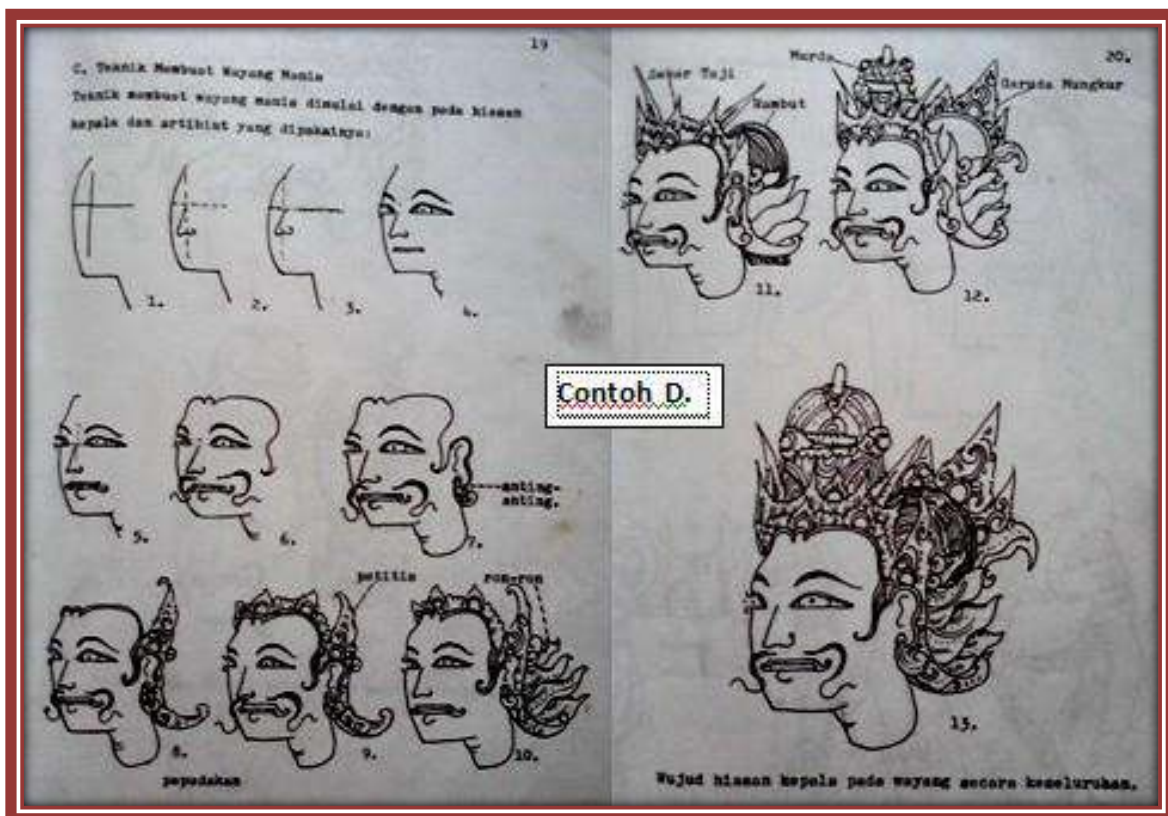 19
C. Teknik Membuat Wayang Manis
Teknik membuat wayang manis dimulai dengan pada hiasan
kepala dan yang dipakainya:
1.
2.
3.
4.
5.
6.
anting-
anting.
7.
petitis
ron-ron
8.
9.
10.
pepudakan
Contoh D.
20.
Sekar Taji
Rambut
11.
Murda
Garuda Mungkur
12.
13.
Wujud hiasan kepala pada wayang secara keseluruhan.